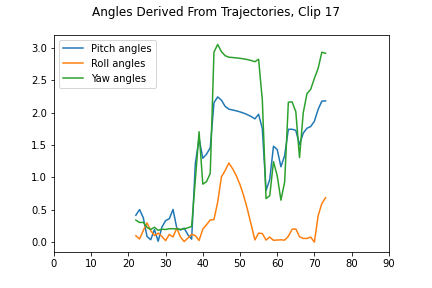 Angles Derived From Trajectories, Clip 17
Pitch angles
Roll angles
Yaw angles
3.0
2.5
2.0
1.5
1.0
0.5
0.0
0 10 20 30 40 50 60 70 80 90